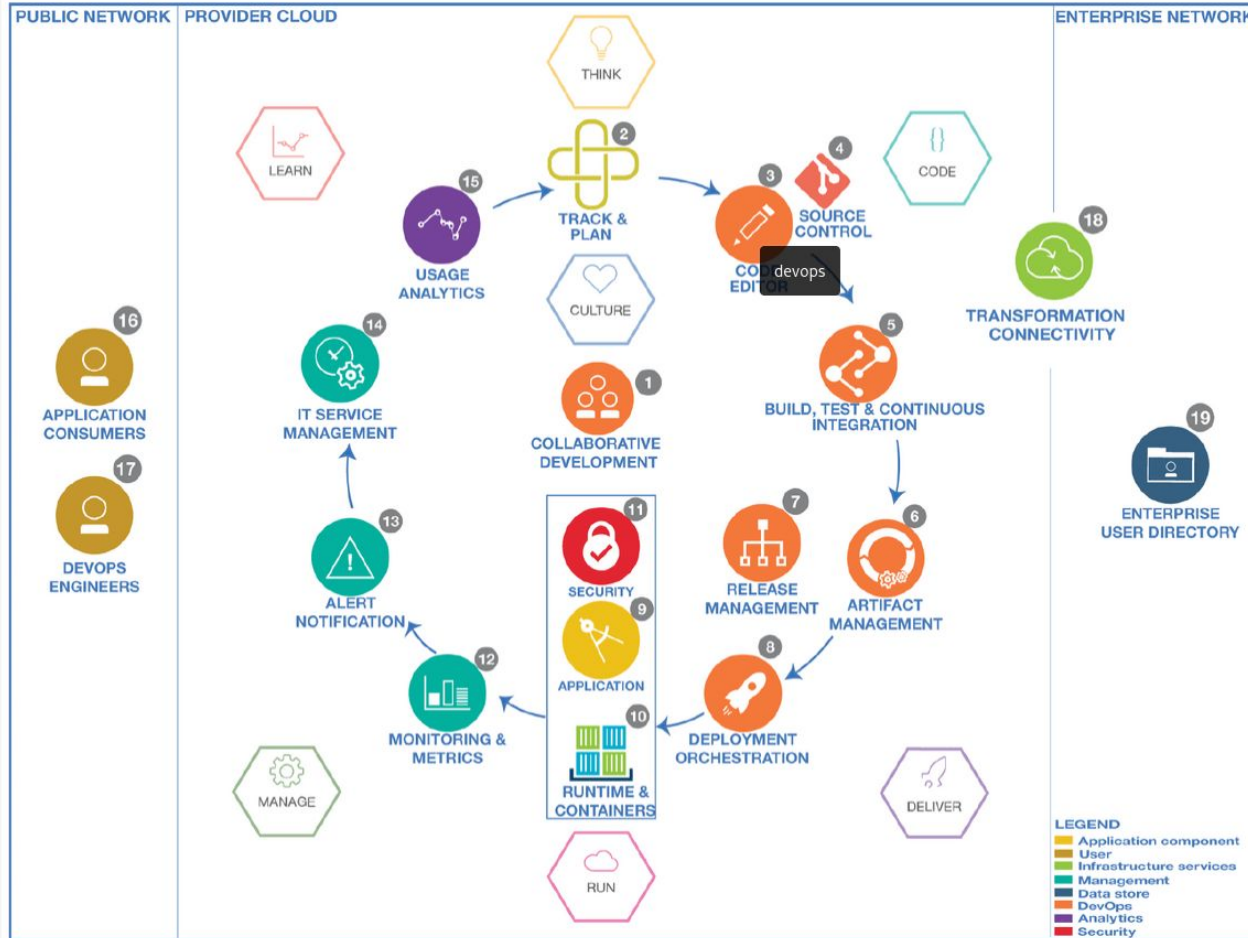 PUBLIC NETWORK
PROVIDER CLOUD
ENTERPRISE NETWORK
THINK
LEARN
CODE
2
TRACK &
PLAN
15
USAGE
ANALYTICS
3
4
SOURCE
CONTROL
devops
EDITOR
CULTURE
18
TRANSFORMATION
CONNECTIVITY
16
APPLICATION
CONSUMERS
14
IT SERVICE
MANAGEMENT
1
COLLABORATIVE
DEVELOPMENT
5
BUILD, TEST & CONTINUOUS
INTEGRATION
19
ENTERPRISE
USER DIRECTORY
17
DEVOPS
ENGINEERS
13
ALERT
NOTIFICATION
11
SECURITY
7
RELEASE
MANAGEMENT
6
ARTIFACT
MANAGEMENT
9
APPLICATION
12
MONITORING &
METRICS
10
RUNTIME &
CONTAINERS
8
DEPLOYMENT
ORCHESTRATION
MANAGE
DELIVER
RUN
LEGEND
Application component
User
Infrastructure services
Management
Data store
DevOps
Analytics
Security